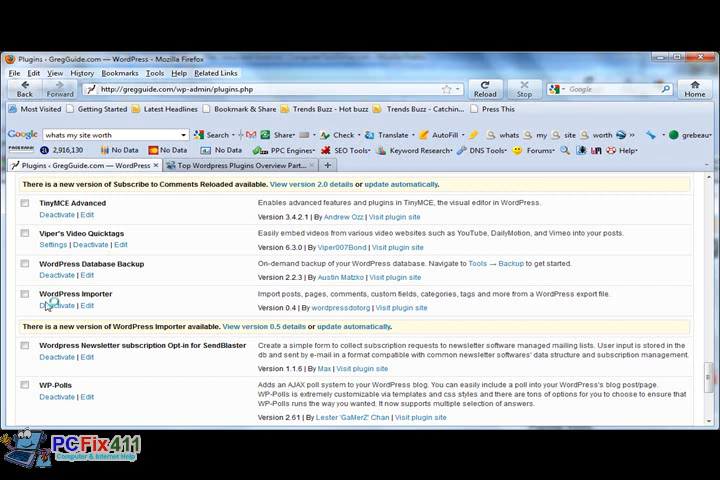 Plugins ‹ GregGuide.com — WordPress - Mozilla Firefox
File Edit View History Bookmarks Tools Help Related Links
Back Forward http://gregguide.com/wp-admin/plugins.php Reload Stop Google Home
Most Visited Getting Started Latest Headlines Bookmark & Share Trends Buzz - Hot buzz Trends Buzz - Catchin... Press This
Google whats my site worth Search Share Check Translate AutoFill whats my site worth grebeau
PAGERANK 2,916,130 No Data No Data PPC Engines SEO Tools Keyword Research Forums Help
Plugins ‹ GregGuide.com — WordPress Top Wordpress Plugins Overview Part...
There is a new version of Subscribe to Comments Reloaded available. View version 2.0 details or update automatically.
TinyMCE Advanced Enables advanced features and plugins in TinyMCE, the visual editor in WordPress.
Deactivate | Edit Version 3.4.2.1 | By Andrew Ozz | Visit plugin site
Viper's Video Quicktags Easily embed videos from various video websites such as YouTube, DailyMotion, and Vimeo into your posts.
Settings | Deactivate | Edit Version 6.3.0 | By Viper007Bond | Visit plugin site
WordPress Database Backup On-demand backup of your WordPress database. Navigate to Tools → Backup to get started.
Deactivate | Edit Version 2.2.3 | By Austin Matzko | Visit plugin site
WordPress Importer Import posts, pages, comments, custom fields, categories, tags and more from a WordPress export file.
Deactivate | Edit Version 0.4 | By wordpressdotorg | Visit plugin site
There is a new version of WordPress Importer available. View version 0.5 details or update automatically.
Wordpress Newsletter subscription Opt-in for SendBlaster Create a simple form to collect subscription requests to newsletter software managed mailing lists. User input is stored in the
Deactivate | Edit db and sent by e-mail in a format compatible with common newsletter softwares' data structure and subscription management.
Version 1.1.6 | By Max | Visit plugin site
WP-Polls Adds an AJAX poll system to your WordPress blog. You can easily include a poll into your WordPress's blog post/page.
Deactivate | Edit WP-Polls is extremely customizable via templates and css styles and there are tons of options for you to choose to ensure that
WP-Polls runs the way you wanted. It now supports multiple selection of answers.
Version 2.61 | By Lester 'GaMerZ' Chan | Visit plugin site
PCFix411
Computer & Internet Help